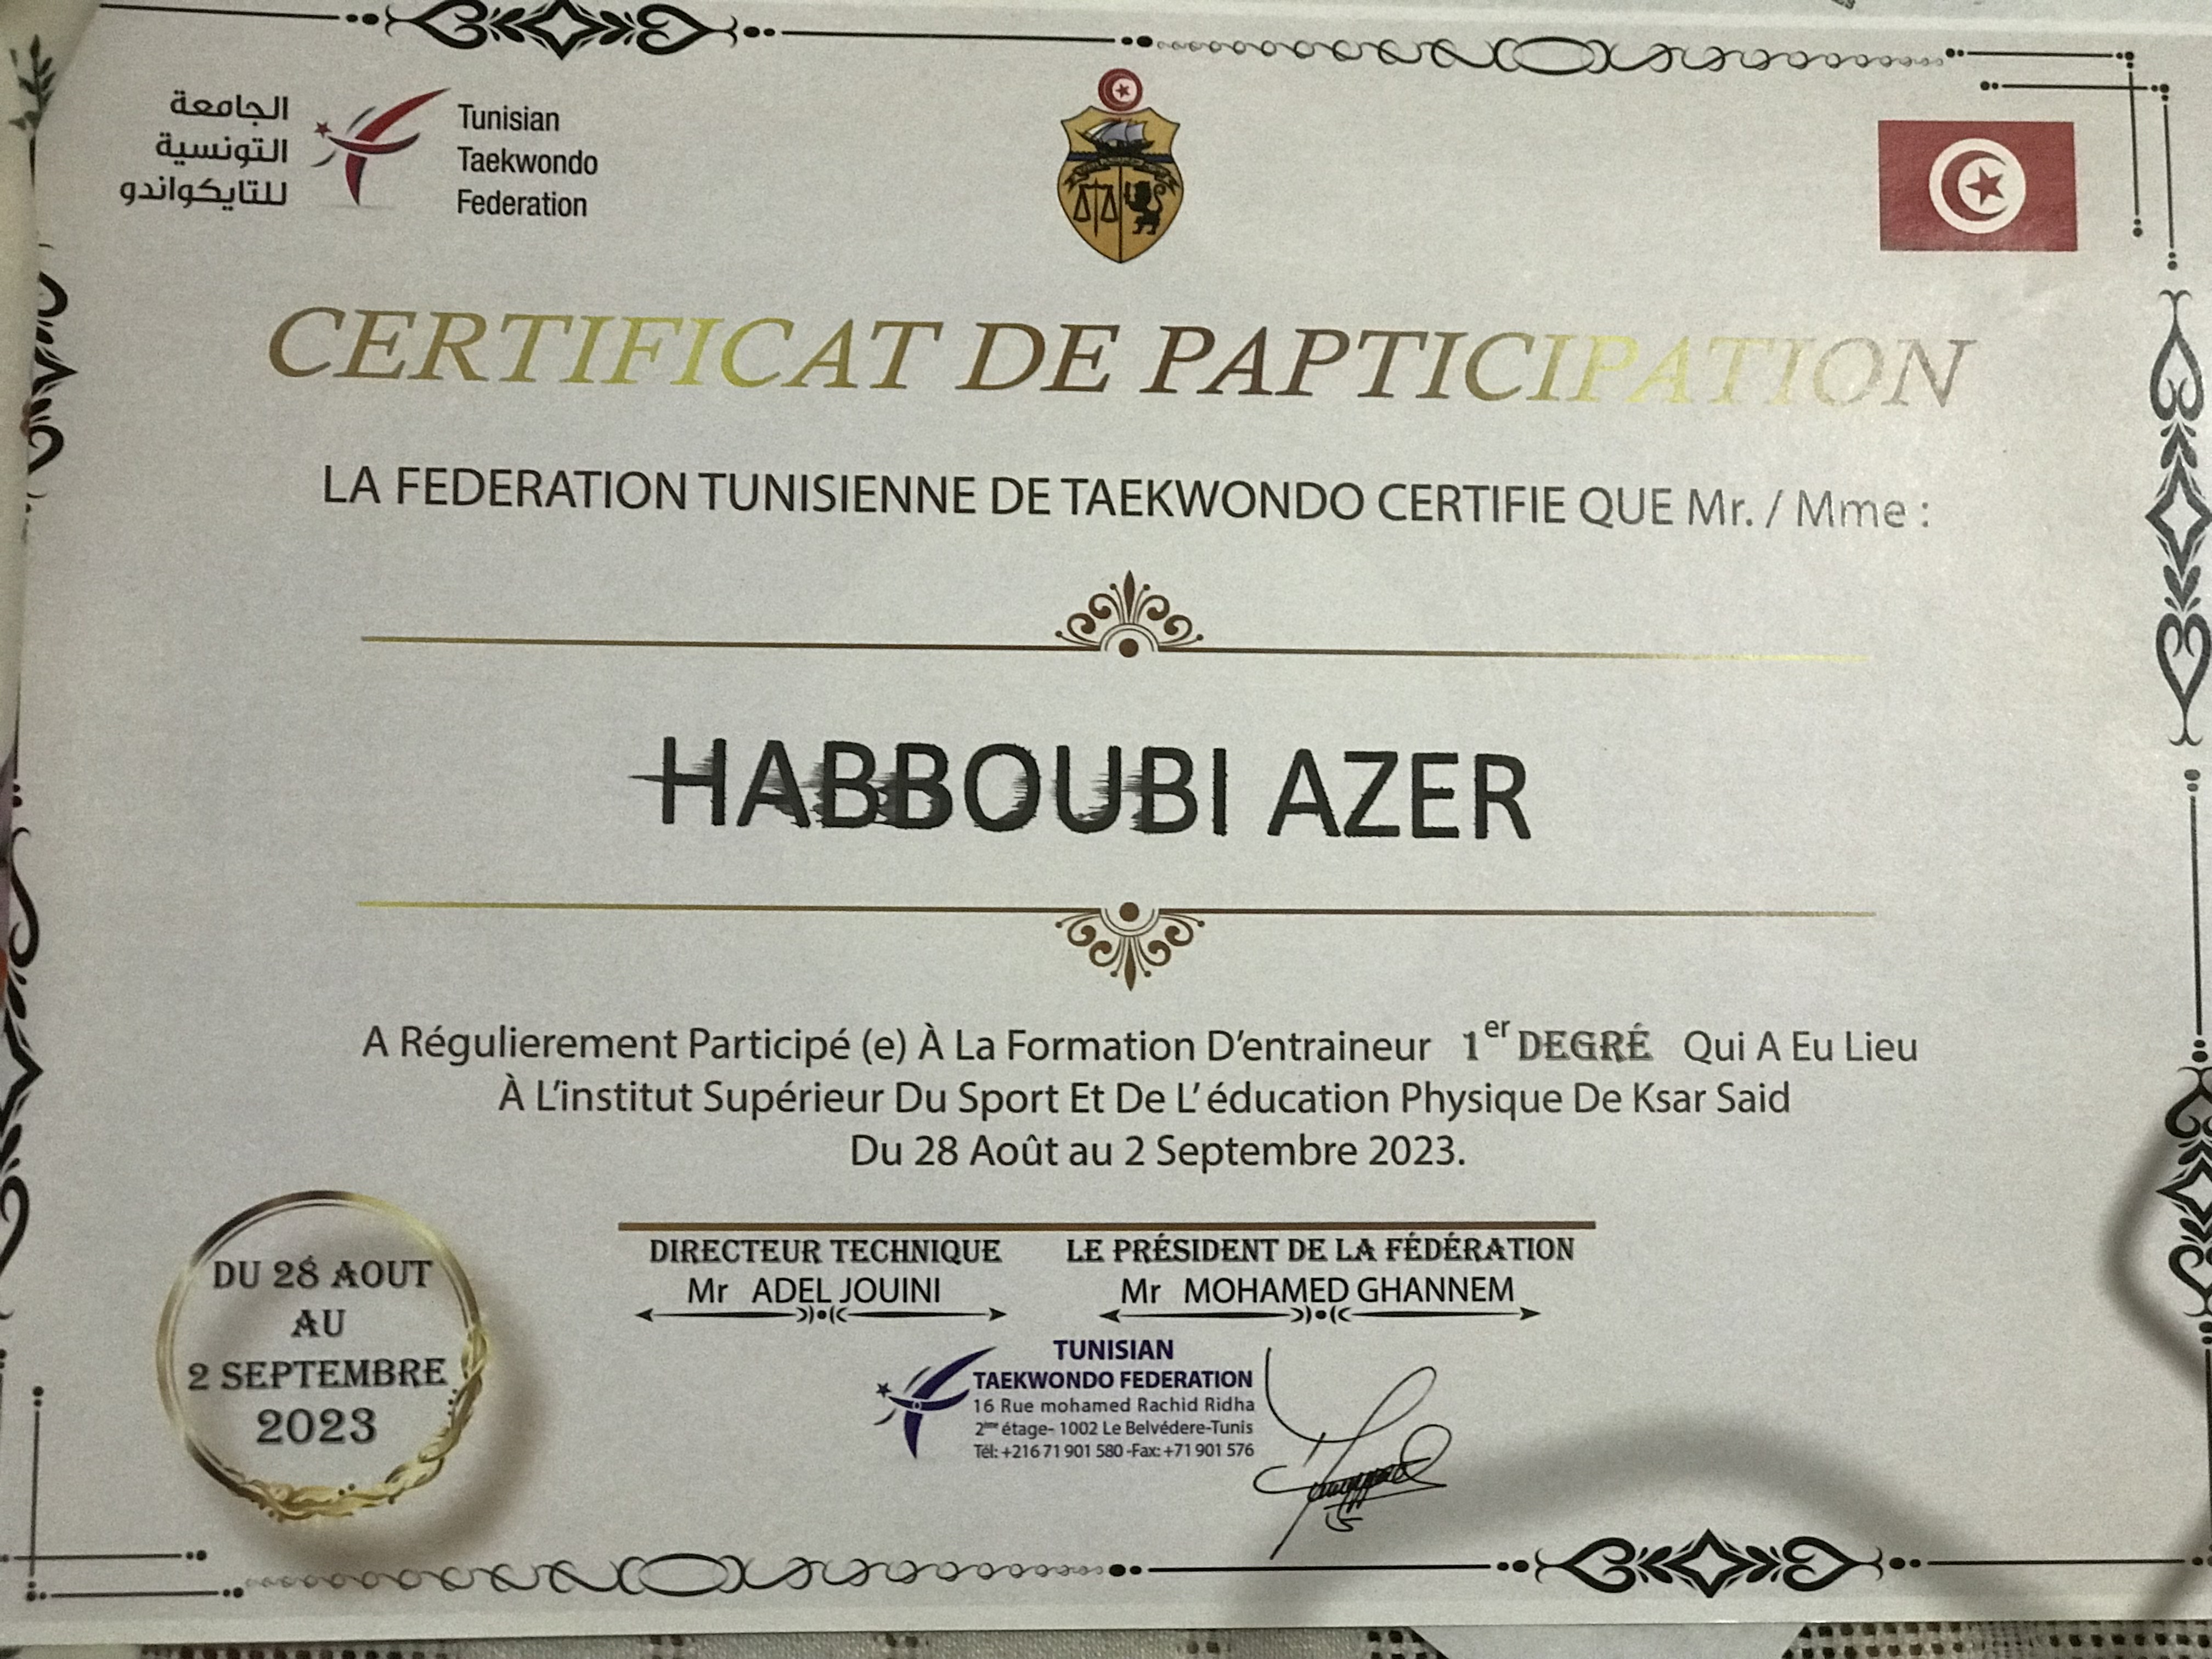 الجامعة
التونسية
للتايكواندو
Tunisian
Taekwondo
Federation
CERTIFICAT DE PAPTICIPATION
LA FEDERATION TUNISIENNE DE TAEKWONDO CERTIFIE QUE Mr. / Mme :
HABBOUBI AZER
A Régulierement Participé (e) À La Formation D'entraineur 1er DEGRÉ Qui A Eu Lieu
À L'institut Supérieur Du Sport Et De L'éducation Physique De Ksar Said
Du 28 Août au 2 Septembre 2023.
DU 28 AOUT
AU
2 SEPTEMBRE
2023
DIRECTEUR TECHNIQUE
Mr ADEL JOUINI
LE PRÉSIDENT DE LA FÉDÉRATION
Mr MOHAMED GHANNEM
TUNISIAN
TAEKWONDO FEDERATION
16 Rue mohamed Rachid Ridha
2ème étage- 1002 Le Belvédere-Tunis
Tél: +216 71 901 580 -Fax: +71 901 576